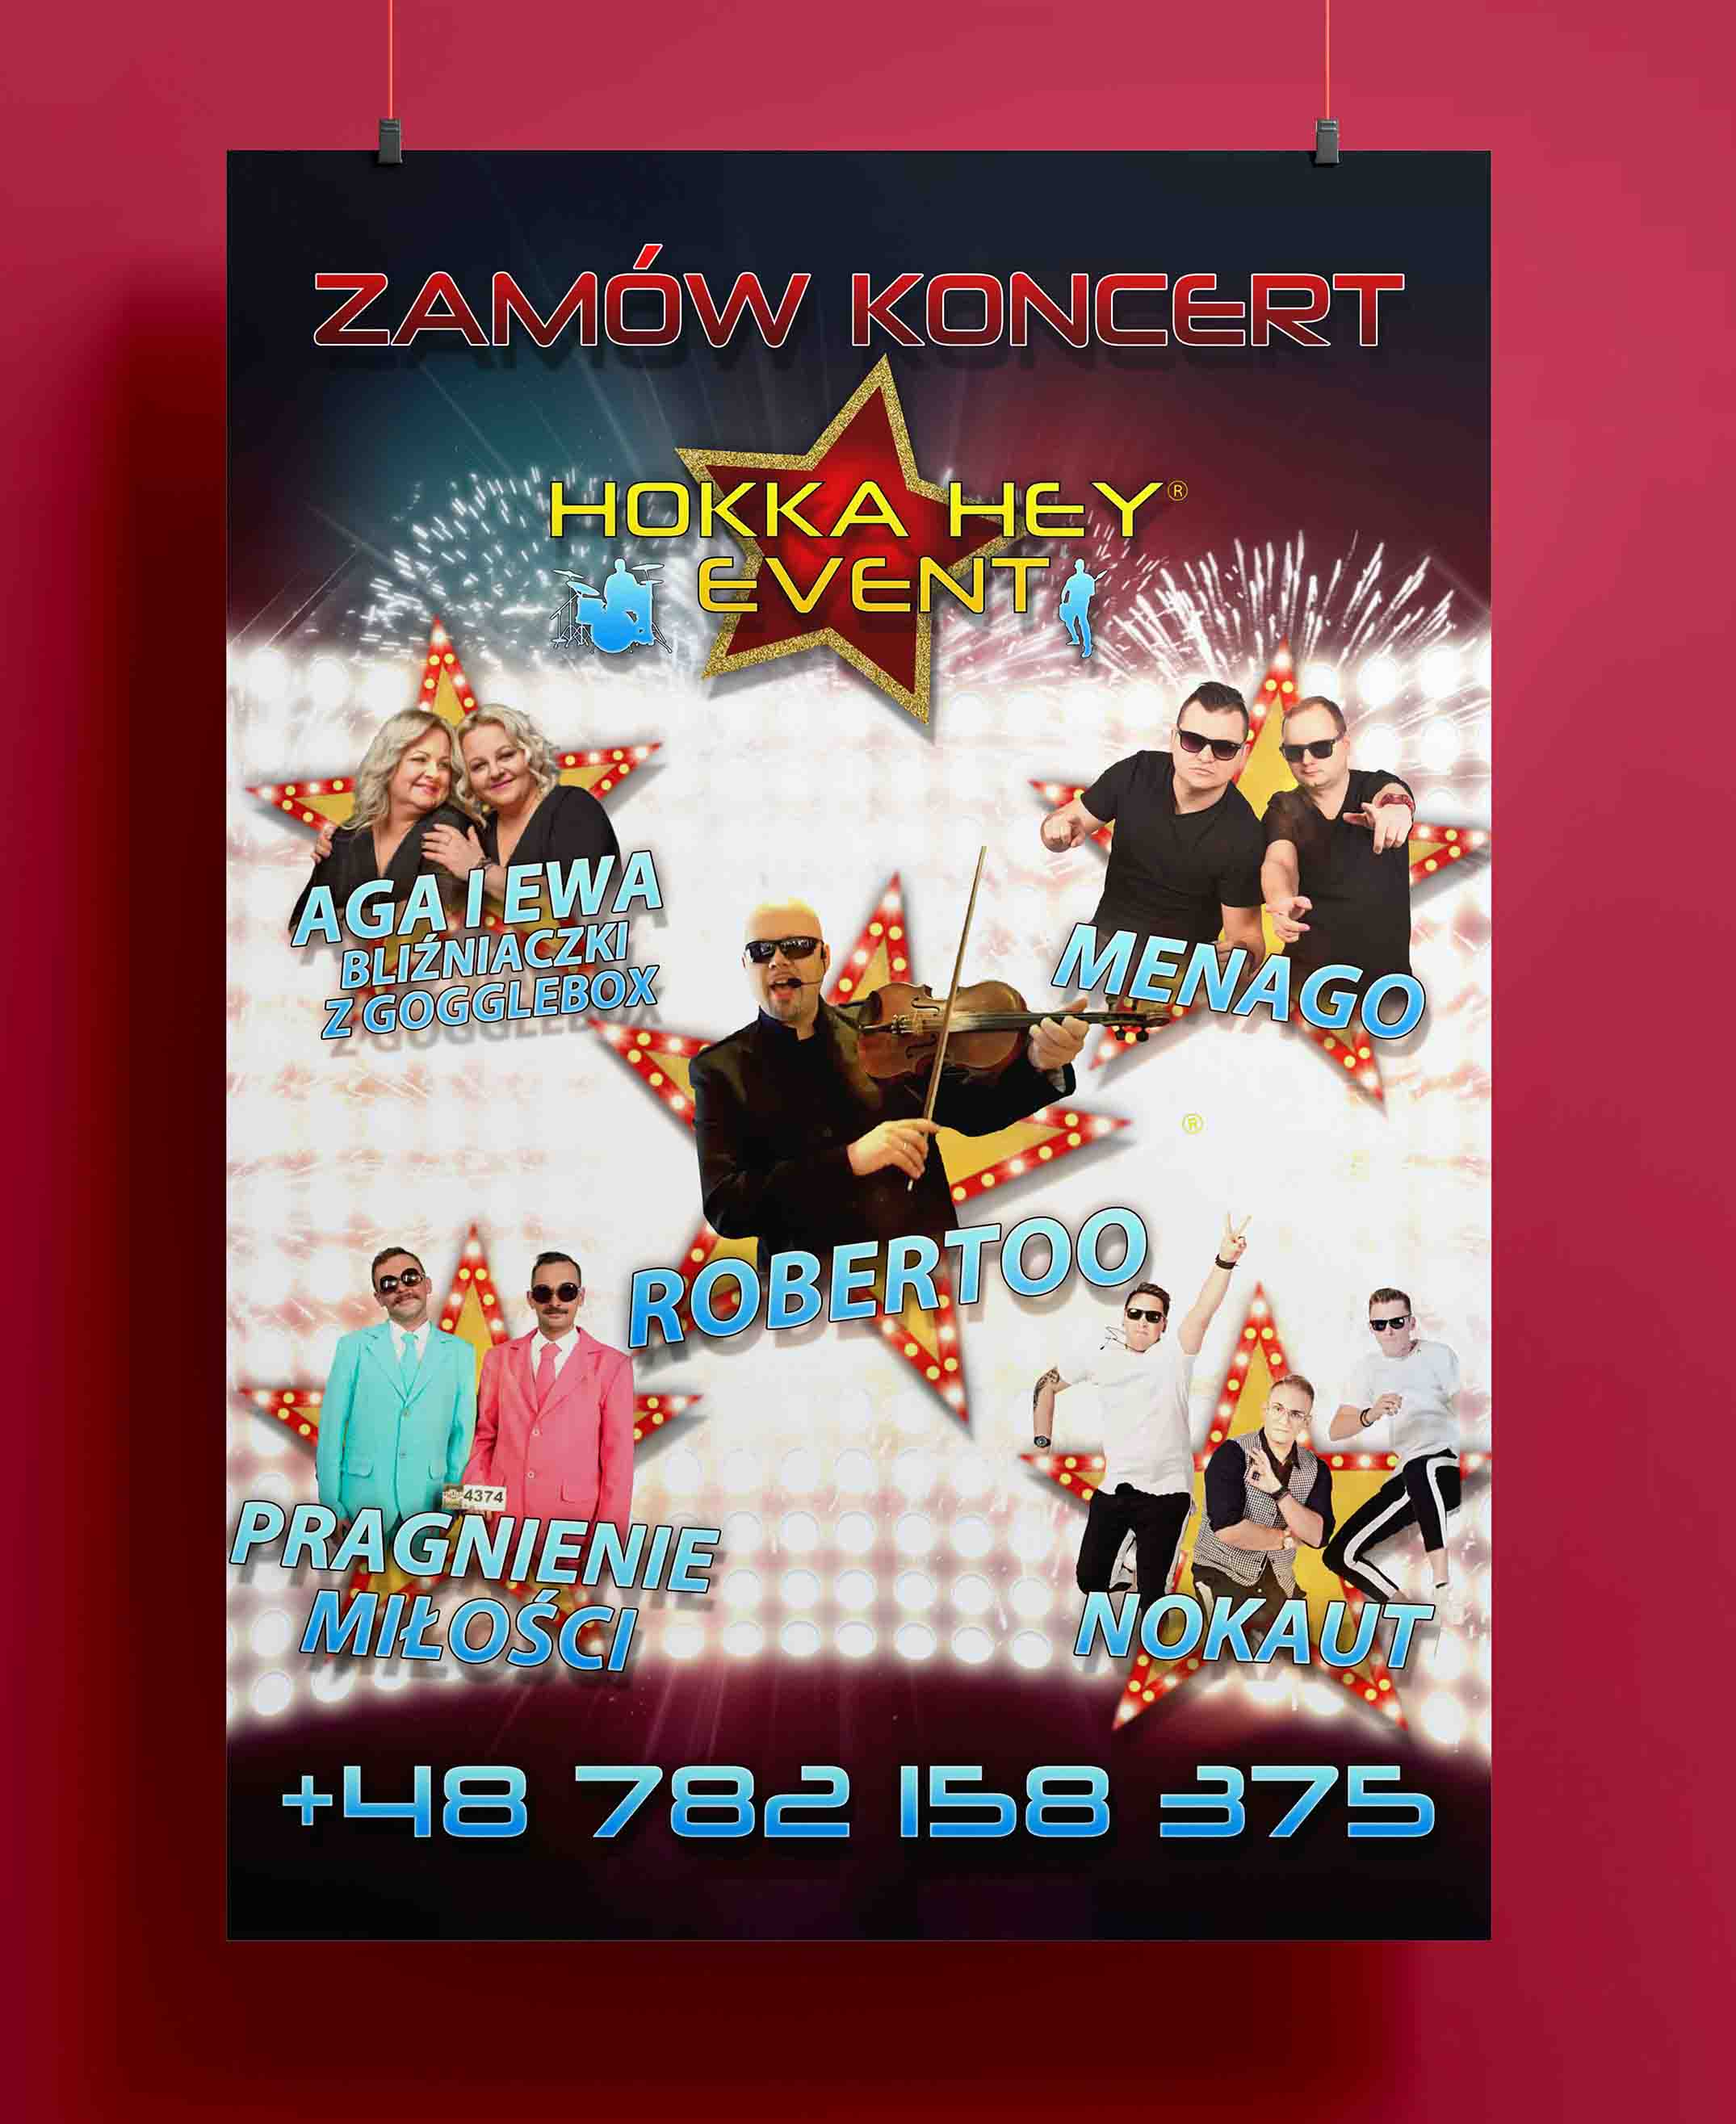 ZAMÓW KONCERT
HOKKA HEY®
EVENT
AGA I EWA
BLIŹNIACZKI
Z GOGGLEBOX
MENAGO
®
ROBERTOO
4374
PRAGNIENIE
MIŁOŚCI
NOKAUT
+48 782 158 375